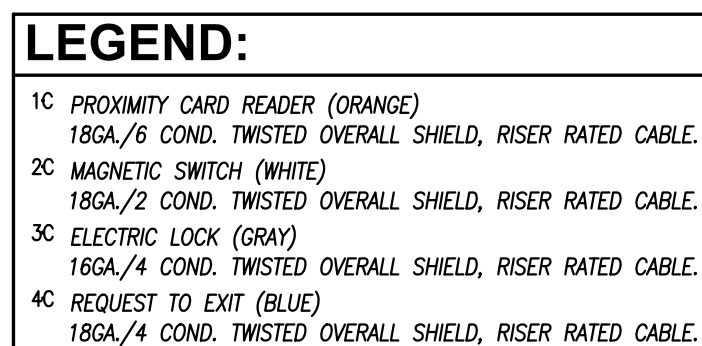 LEGEND:
1C PROXIMITY CARD READER (ORANGE)
18GA./6 COND. TWISTED OVERALL SHIELD, RISER RATED CABLE.
2C MAGNETIC SWITCH (WHITE)
18GA./2 COND. TWISTED OVERALL SHIELD, RISER RATED CABLE.
3C ELECTRIC LOCK (GRAY)
16GA./4 COND. TWISTED OVERALL SHIELD, RISER RATED CABLE.
4C REQUEST TO EXIT (BLUE)
18GA./4 COND. TWISTED OVERALL SHIELD, RISER RATED CABLE.